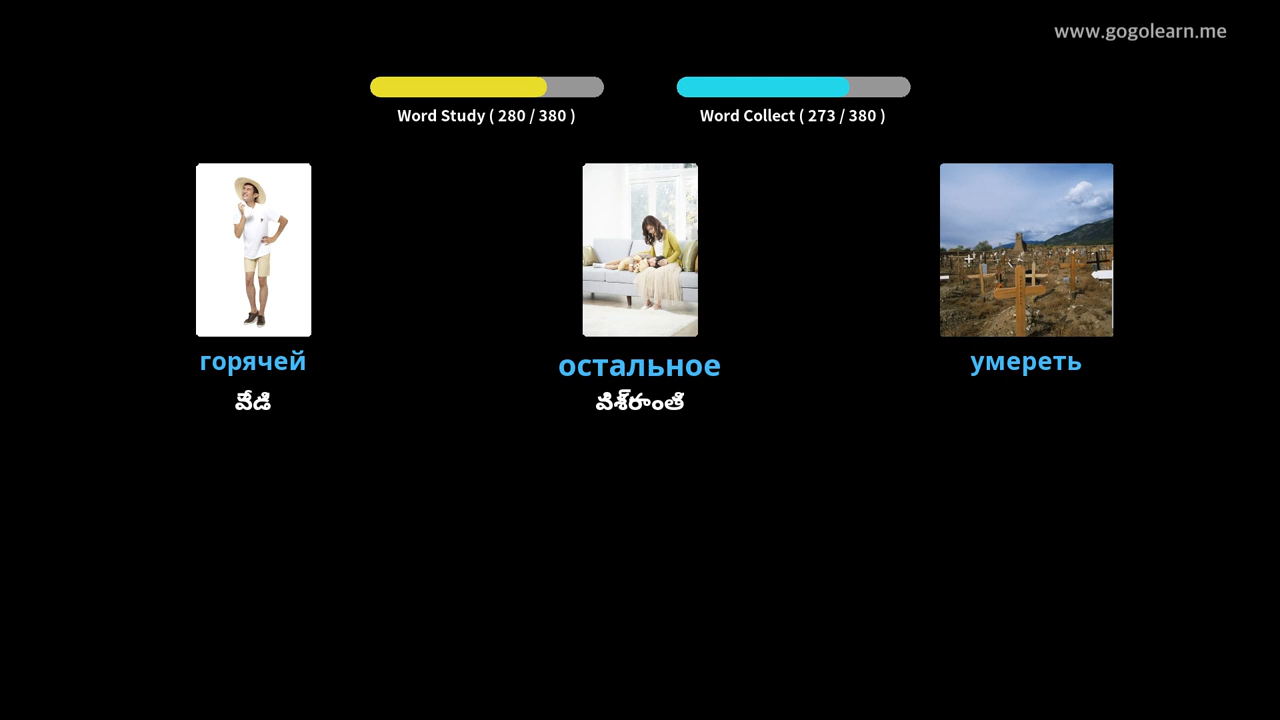 www.gogolearn.me
Word Study ( 280 / 380 )
Word Collect ( 273 / 380 )
горячей
остальное
умереть
వేడి
విశ్రాంతి